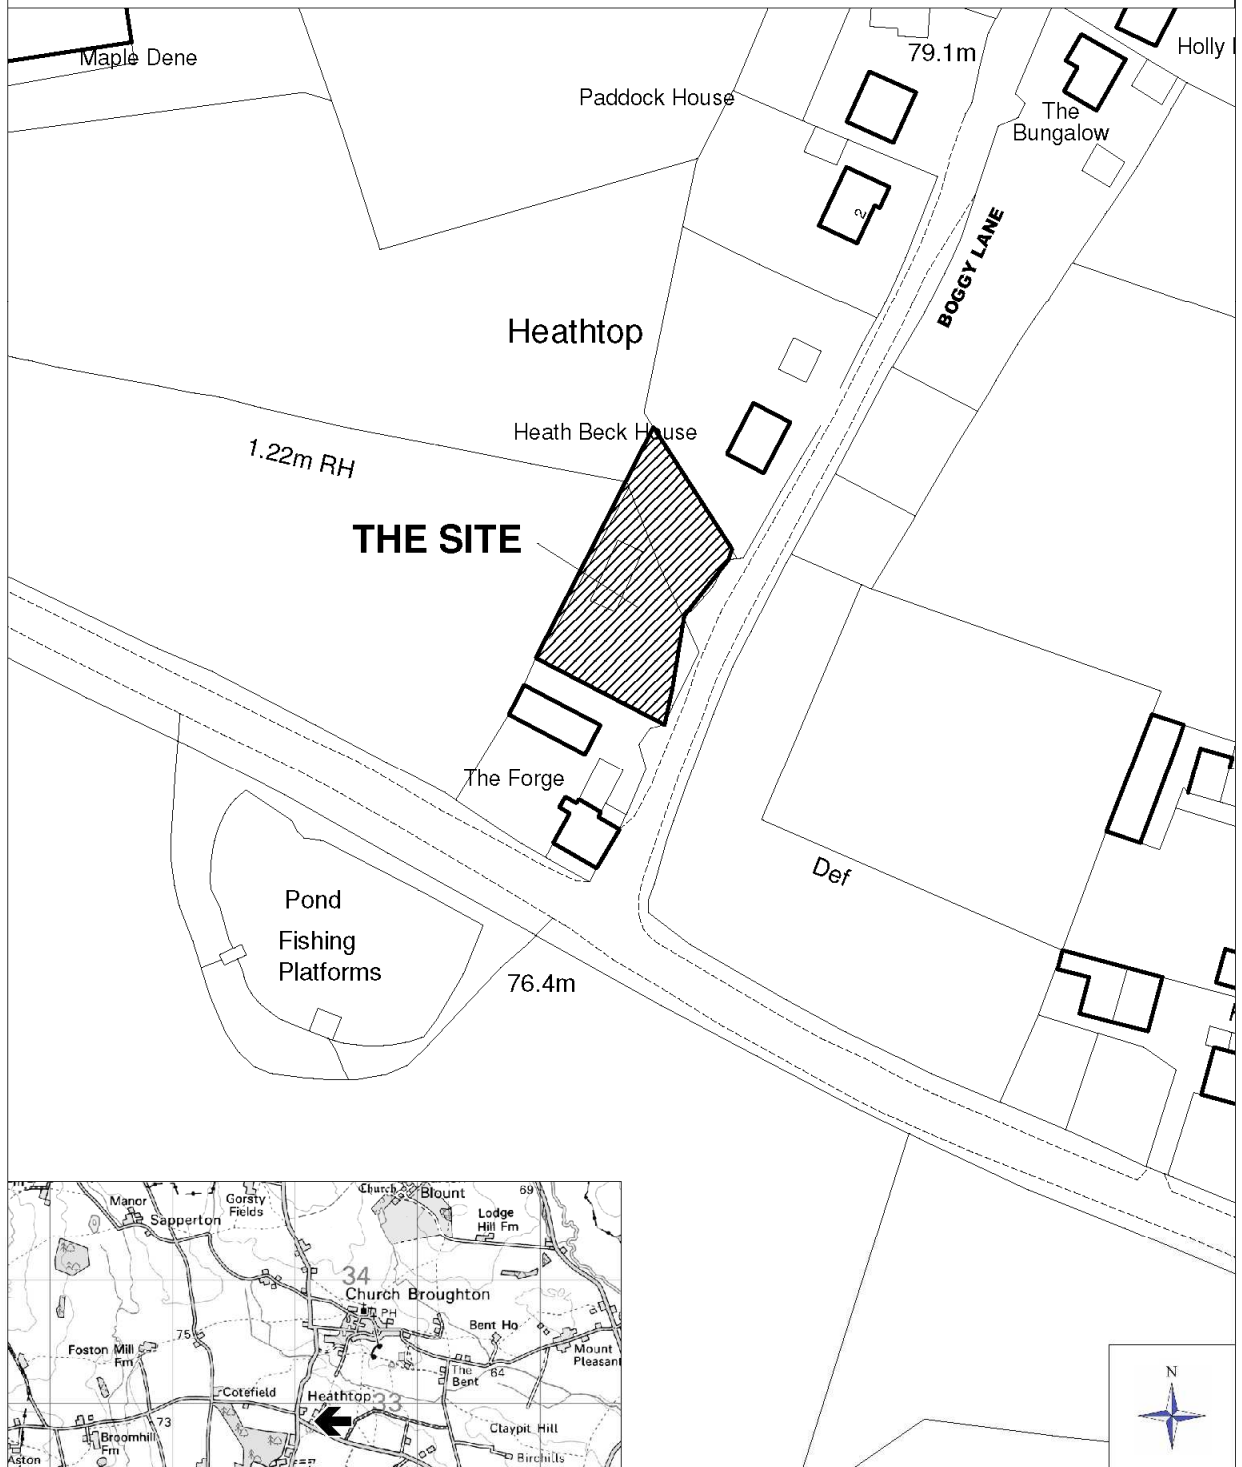 Maple Dene
79.1m
Holly
Paddock House
The
Bungalow
2
BOGGY LANE
Heathtop
Heath Beck House
1.22m RH
THE SITE
The Forge
Def
Pond
Fishing
Platforms
76.4m
Manor
Sapperton
Gorsty
Fields
Church
Blount
69
Lodge
Hill Fm
34
Church Broughton
PH
Bent Ho
Mount
Pleasant
75
Foston Mill
Fm
The
Bent
64
Cotefield
Heathtop
33
73
Broomhill
Fm
Claypit Hill
Aston
Birchills
N